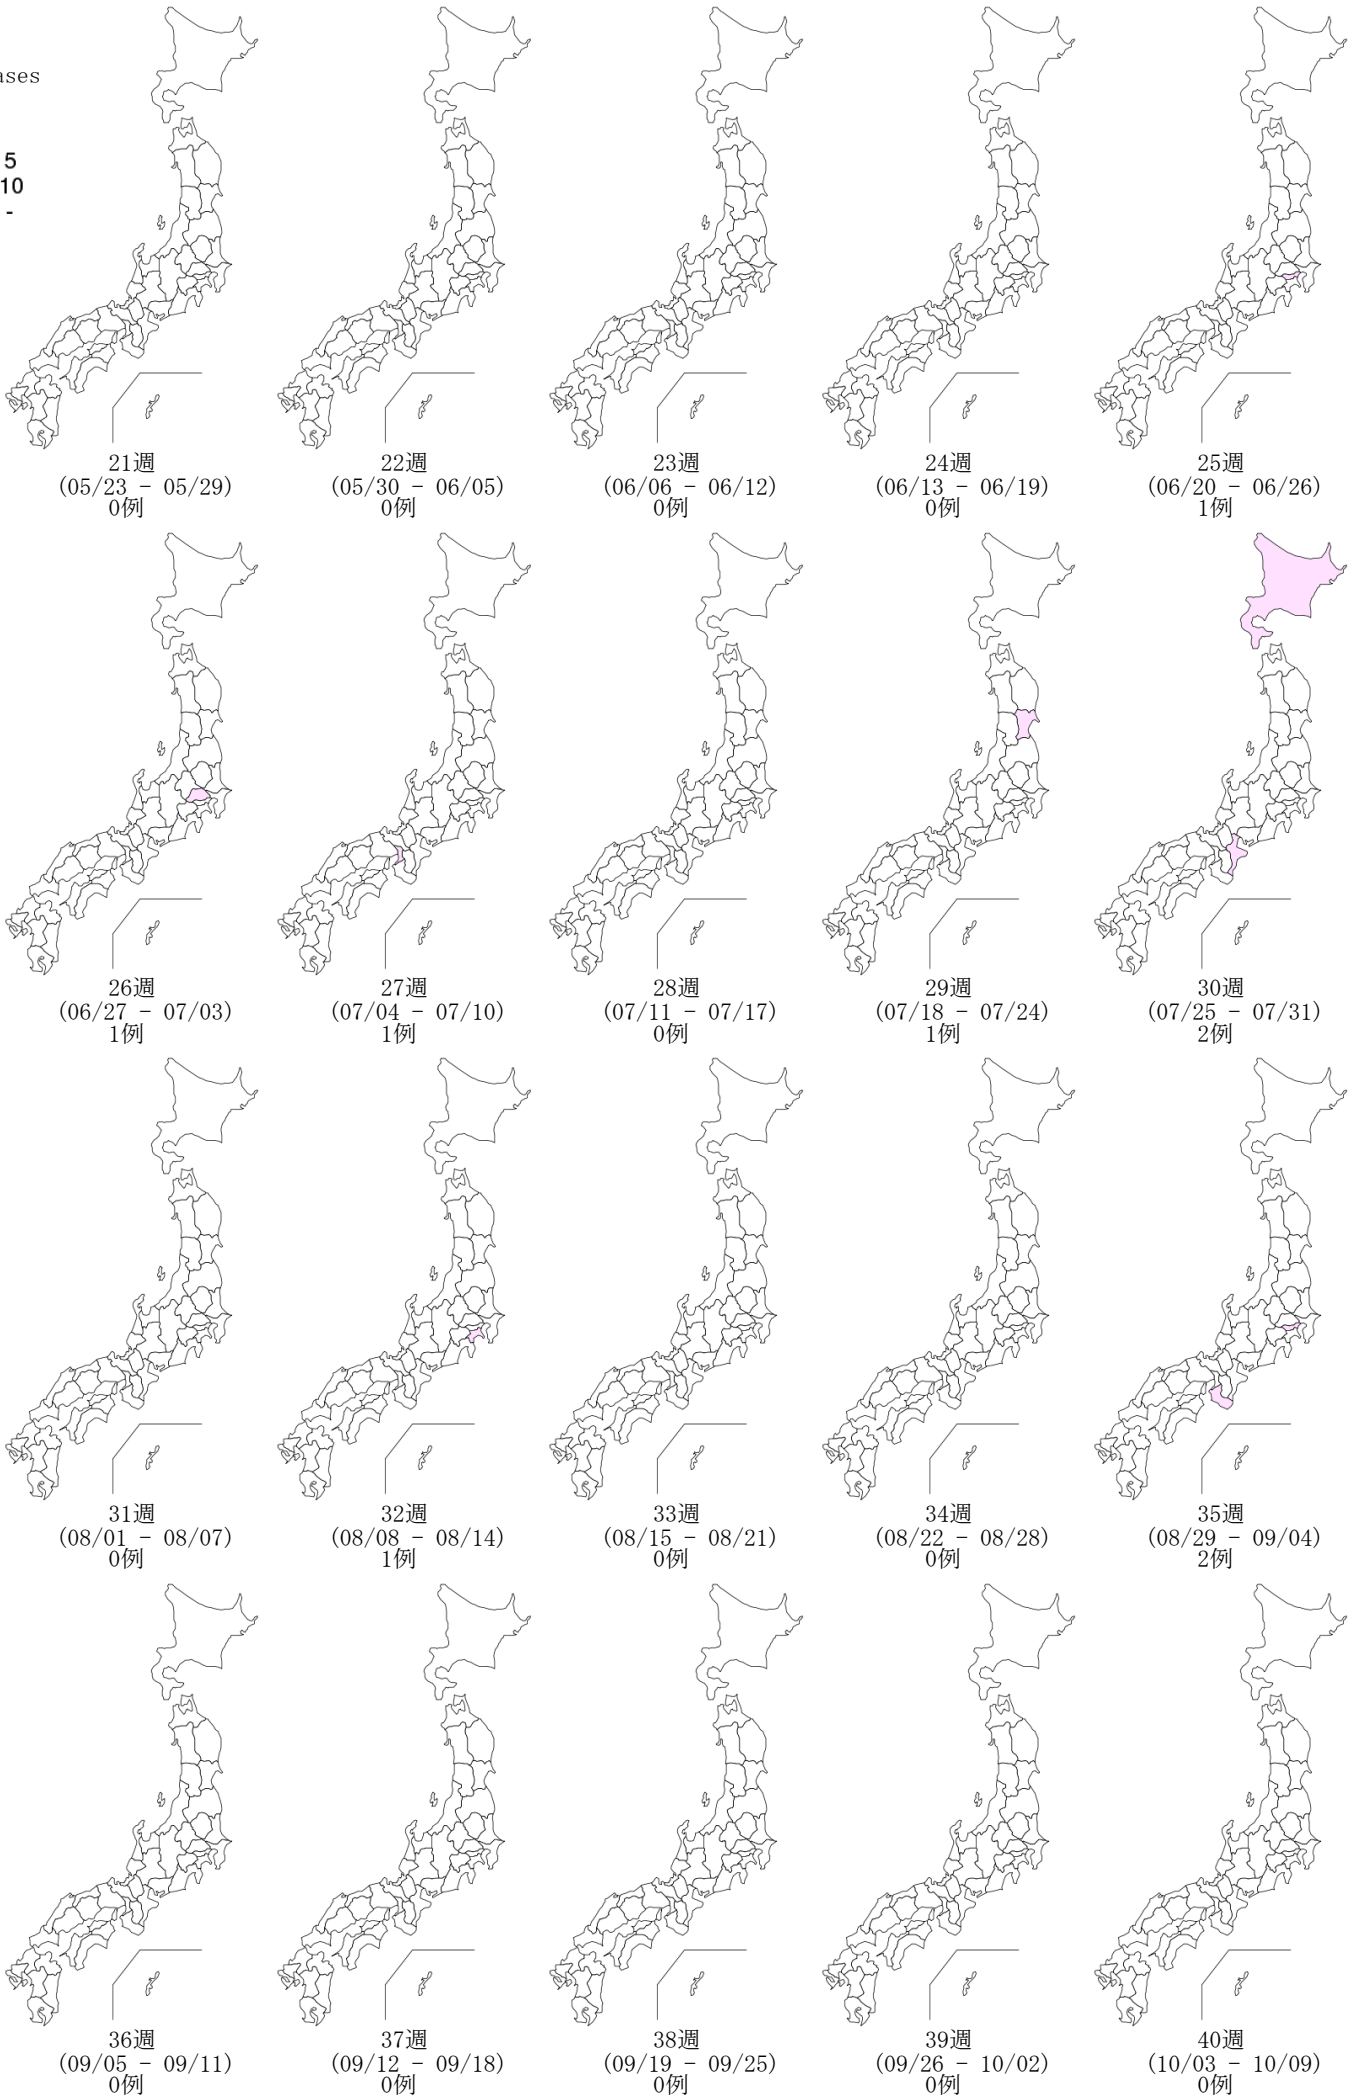 ases
5
10
-
21週
(05/23 - 05/29)
0例
22週
(05/30 - 06/05)
0例
23週
(06/06 - 06/12)
0例
24週
(06/13 - 06/19)
0例
25週
(06/20 - 06/26)
1例
26週
(06/27 - 07/03)
1例
27週
(07/04 - 07/10)
1例
28週
(07/11 - 07/17)
0例
29週
(07/18 - 07/24)
1例
30週
(07/25 - 07/31)
2例
31週
(08/01 - 08/07)
0例
32週
(08/08 - 08/14)
1例
33週
(08/15 - 08/21)
0例
34週
(08/22 - 08/28)
0例
35週
(08/29 - 09/04)
2例
36週
(09/05 - 09/11)
0例
37週
(09/12 - 09/18)
0例
38週
(09/19 - 09/25)
0例
39週
(09/26 - 10/02)
0例
40週
(10/03 - 10/09)
0例